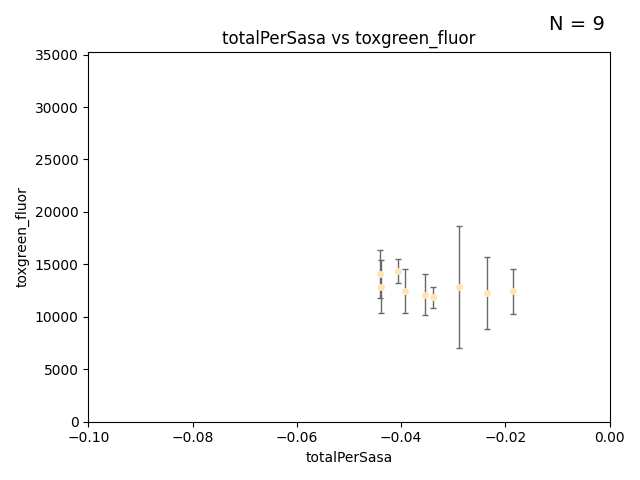 N = 9
totalPerSasa vs toxgreen_fluor
35000
30000
25000
20000
15000
10000
5000
0
toxgreen_fluor
−0.10 −0.08 −0.06 −0.04 −0.02 0.00
totalPerSasa